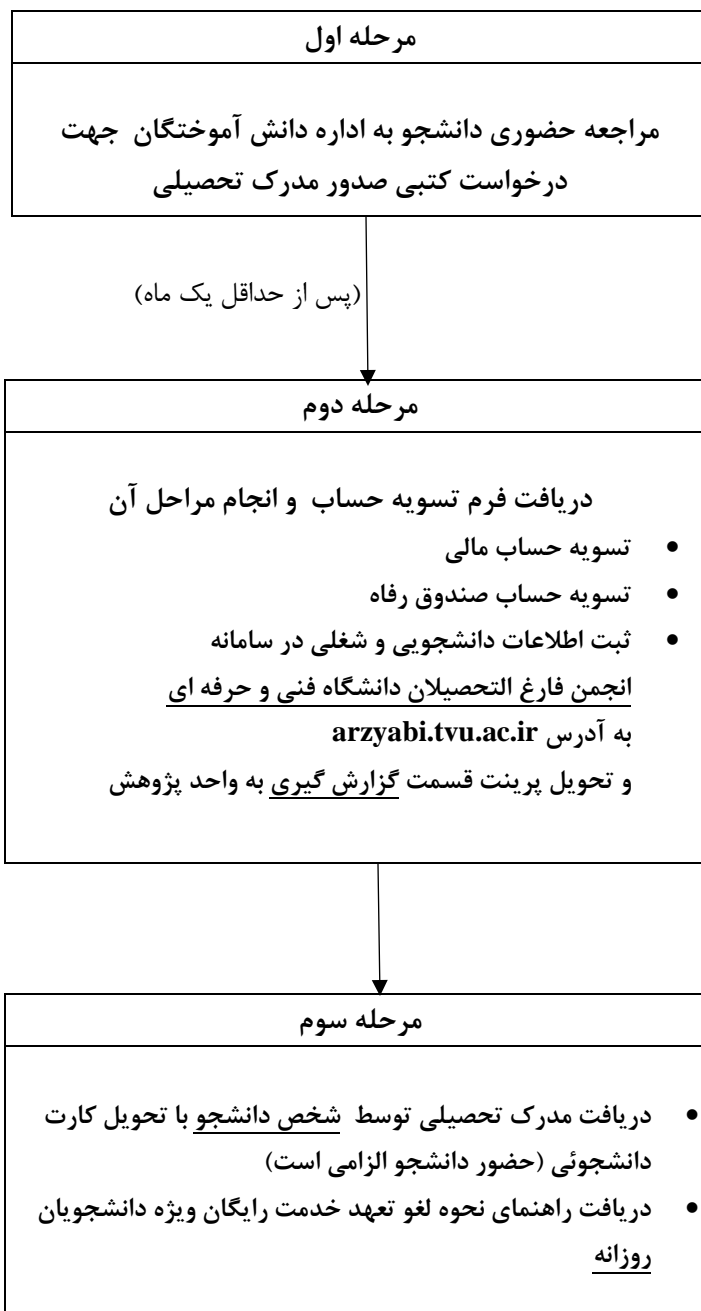 مرحله اول
مراجعه حضوری دانشجو به اداره دانش آموختگان جهت
درخواست کتبی صدور مدرک تحصیلی
(پس از حداقل یک ماه)
مرحله دوم
دریافت فرم تسویه حساب و انجام مراحل آن
• تسویه حساب مالی
• تسویه حساب صندوق رفاه
• ثبت اطلاعات دانشجویی و شغلی در سامانه
انجمن فارغ التحصیلان دانشگاه فنی و حرفه ای
به آدرس arzyabi.tvu.ac.ir
و تحویل پرینت قسمت گزارش گیری به واحد پژوهش
مرحله سوم
• دریافت مدرک تحصیلی توسط شخص دانشجو با تحویل کارت
دانشجوئی (حضور دانشجو الزامی است)
• دریافت راهنمای نحوه لغو تعهد خدمت رایگان ویژه دانشجویان
روزانه